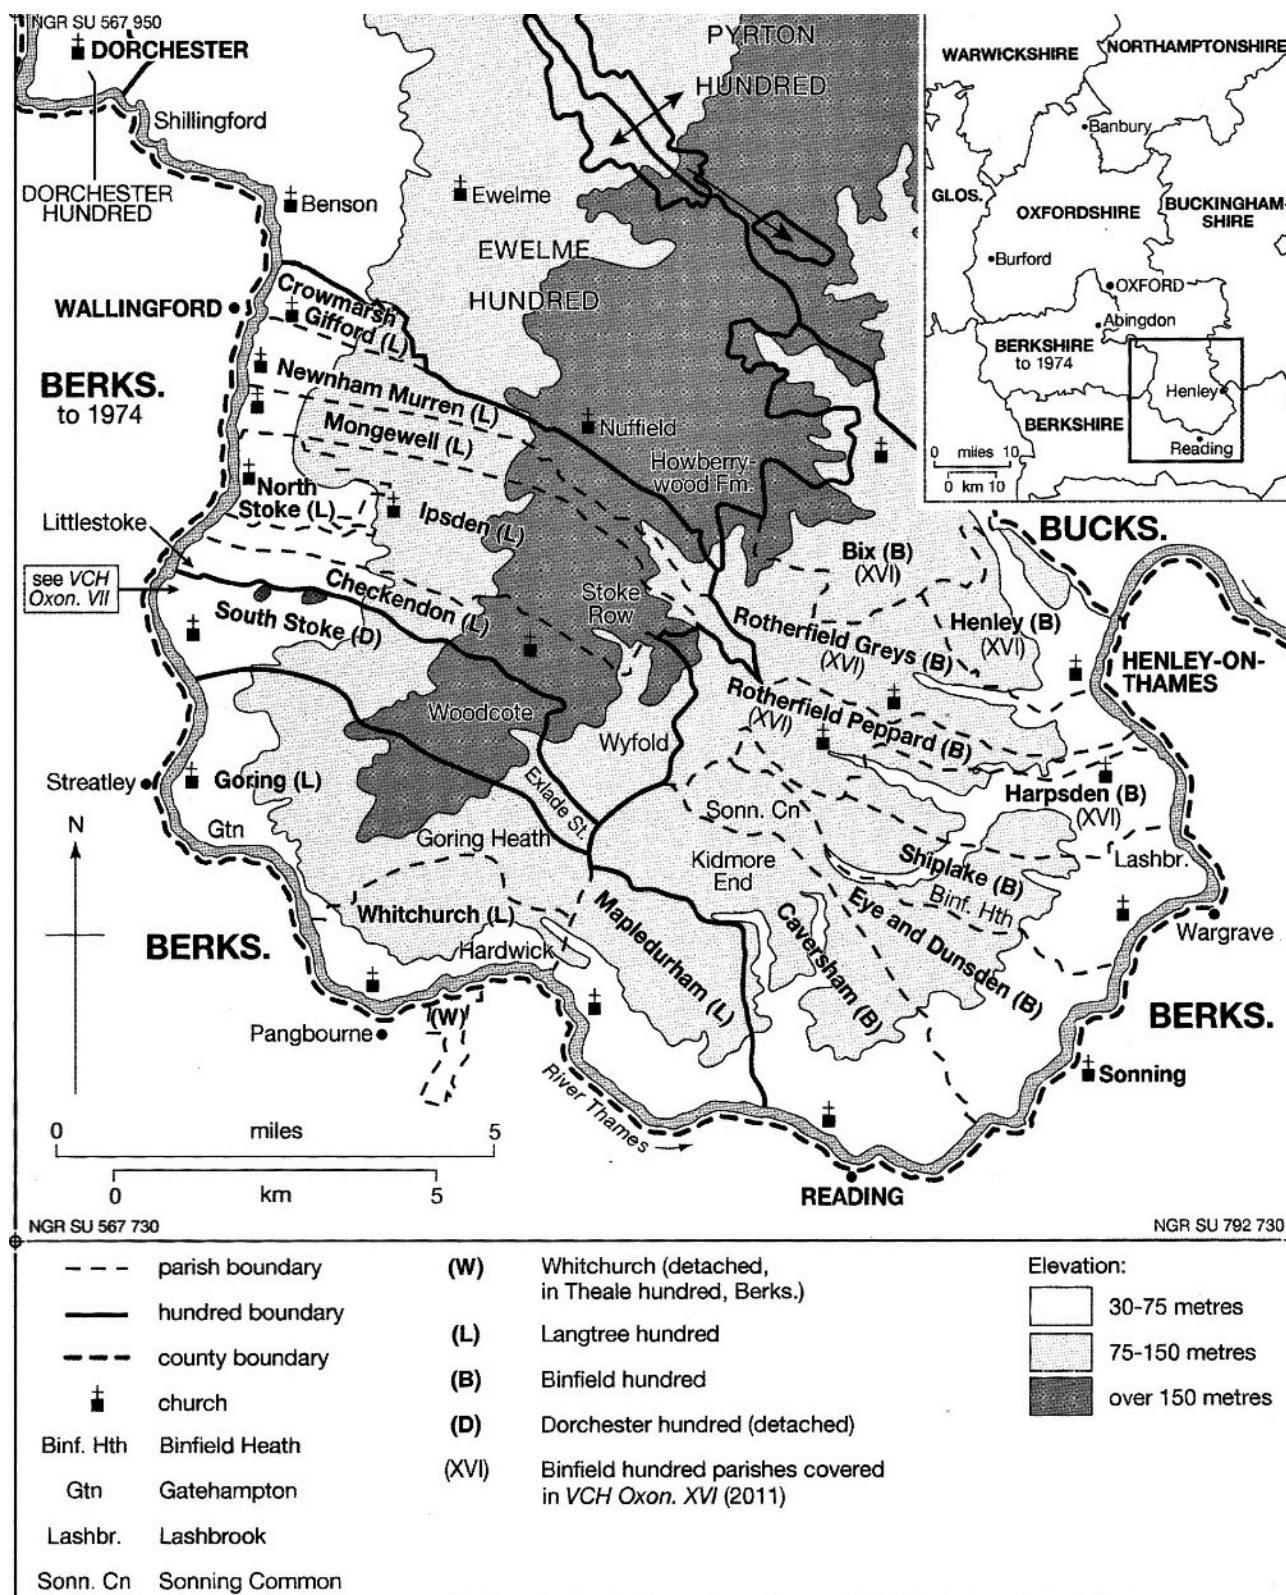 NGR SU 567 950
DORCHESTER
Shillingford
DORCHESTER
HUNDRED
Benson
Ewelme
PYRTON
HUNDRED
EWELME
HUNDRED
WALLINGFORD
BERKS.
to 1974
Crowmarsh
Gifford (L)
Newnham Murren (L)
Mongewell (L)
Nuffield
Howberry-
wood Fm.
North
Stoke (L)
Ipsden (L)
Littlestoke
see VCH
Oxon. VII
Checkendon (L)
South Stoke (D)
Stoke
Row
Bix (B)
(XVI)
BUCKS.
Henley (B)
(XVI)
Rotherfield Greys (B)
(XVI)
HENLEY-ON-
THAMES
Rotherfield Peppard (B)
(XVI)
Woodcote
Wyfold
Streatley
Goring (L)
Exlade St.
Sonn. Cn
Harpsden (B)
(XVI)
N
Gtn
Goring Heath
Kidmore
End
Shiplake (B)
Lashbr.
Binf. Hth
Whitchurch (L)
Mapledurham (L)
Caversham (B)
Eye and Dunsden (B)
Wargrave
BERKS.
Hardwick
Pangbourne
(W)
BERKS.
Sonning
River Thames
READING
0 miles 5
0 km 5
NGR SU 567 730
NGR SU 792 730
WARWICKSHIRE
NORTHAMPTONSHIRE
Banbury
GLOS.
OXFORDSHIRE
BUCKINGHAM-
SHIRE
Burford
OXFORD
Abingdon
BERKSHIRE
to 1974
Henley
BERKSHIRE
Reading
0 miles 10
0 km 10
parish boundary
hundred boundary
county boundary
church
Binf. Hth Binfield Heath
Gtn Gatehampton
Lashbr. Lashbrook
Sonn. Cn Sonning Common
(W) Whitchurch (detached,
in Theale hundred, Berks.)
(L) Langtree hundred
(B) Binfield hundred
(D) Dorchester hundred (detached)
(XVI) Binfield hundred parishes covered
in VCH Oxon. XVI (2011)
Elevation:
30-75 metres
75-150 metres
over 150 metres